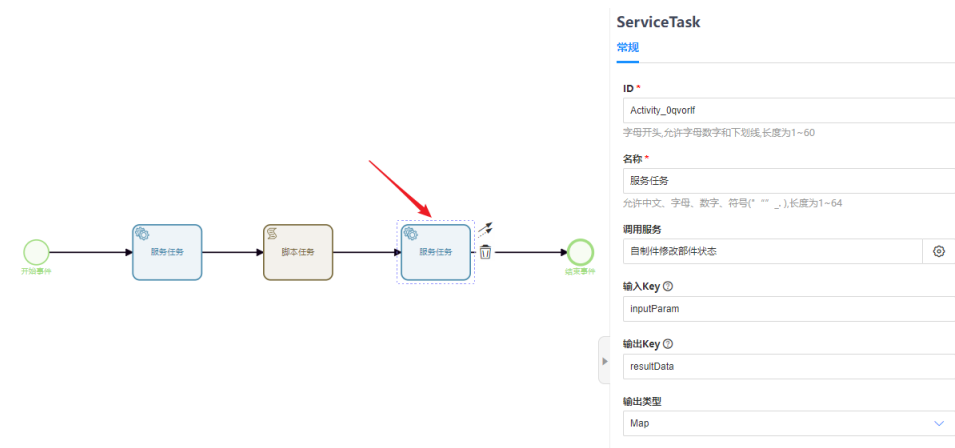 ServiceTask
常规
ID *
Activity_0qvorlf
字母开头,允许字母数字和下划线,长度为1~60
名称 *
服务任务
允许中文、字母、数字、符号(" “” _. ),长度为1~64
调用服务
自制件修改部件状态
输入Key
inputParam
输出Key
resultData
输出类型
Map
开始事件
服务任务
脚本任务
服务任务
结束事件